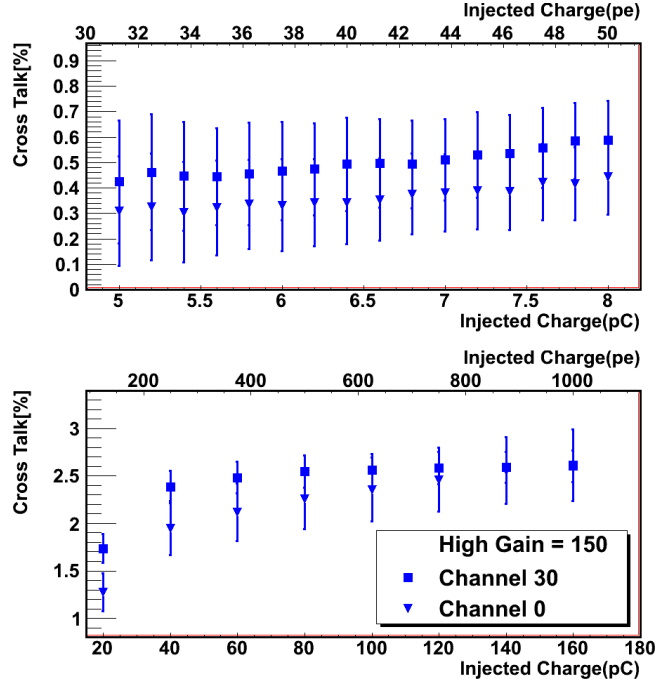 Injected Charge(pe)
30 32 34 36 38 40 42 44 46 48 50
Cross Talk[%]
0.9
0.8
0.7
0.6
0.5
0.4
0.3
0.2
0.1
0
5 5.5 6 6.5 7 7.5 8
Injected Charge(pC)
Injected Charge(pe)
200 400 600 800 1000
Cross Talk[%]
3
2.5
2
1.5
1
High Gain = 150
Channel 30
Channel 0
20 40 60 80 100 120 140 160 180
Injected Charge(pC)